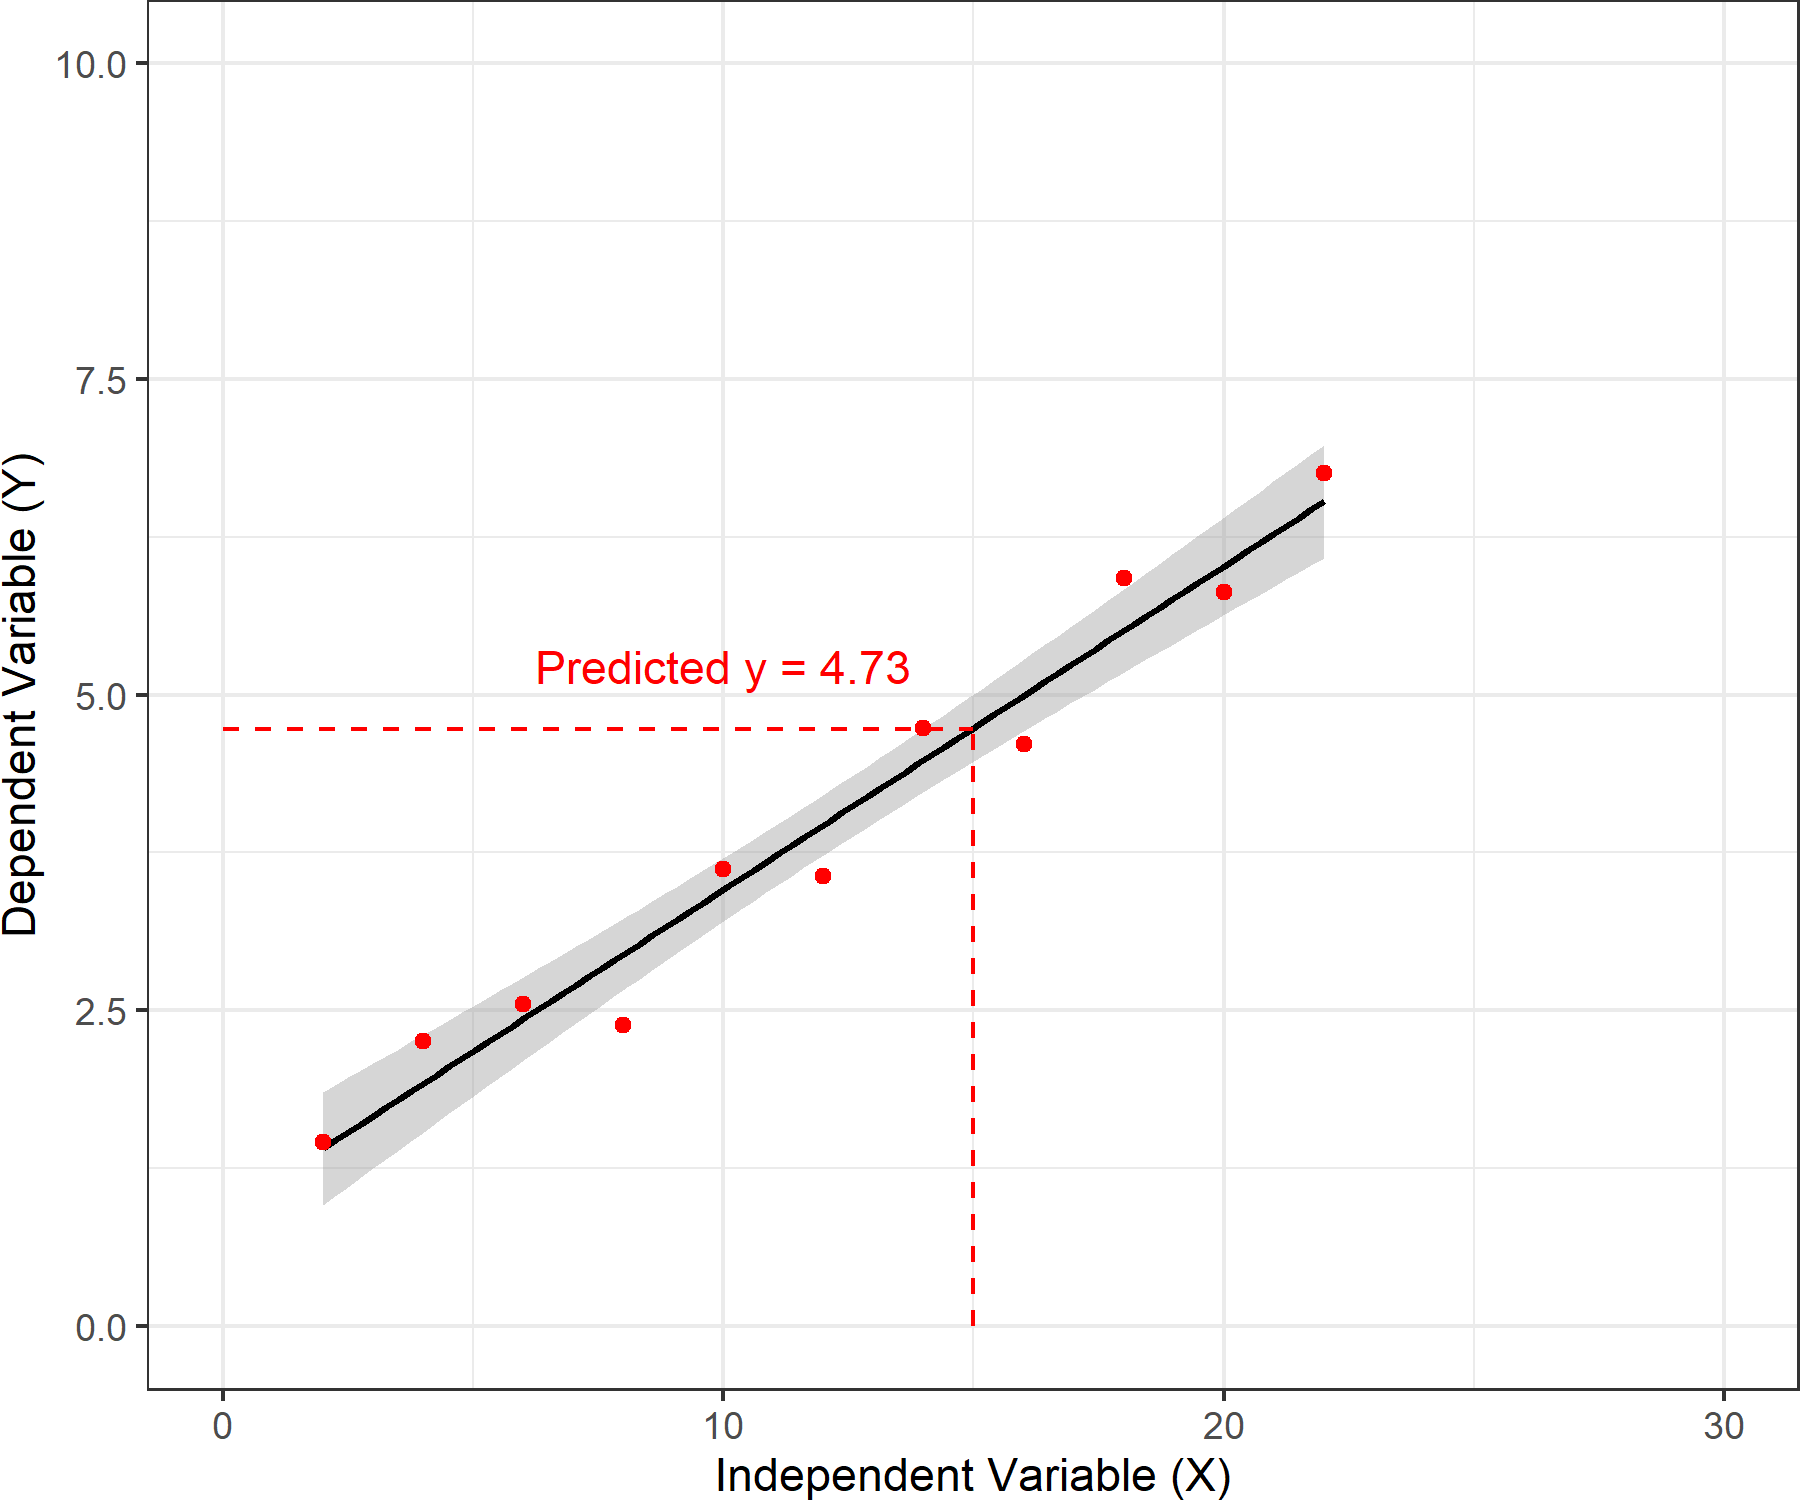 10.0
7.5
5.0
2.5
0.0
Dependent Variable (Y)
Predicted y = 4.73
0 10 20 30
Independent Variable (X)